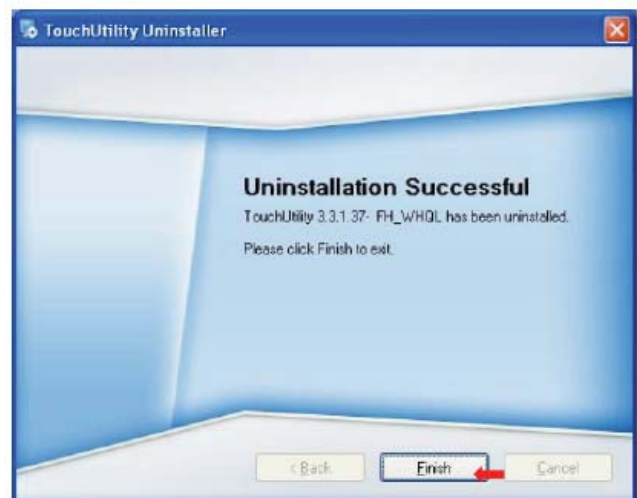 TouchUtility Uninstaller
Uninstallation Successful
TouchUtility 3.3.1.37- FH_WHQL has been uninstalled.
Please click Finish to exit.
< Back
Finish
Cancel